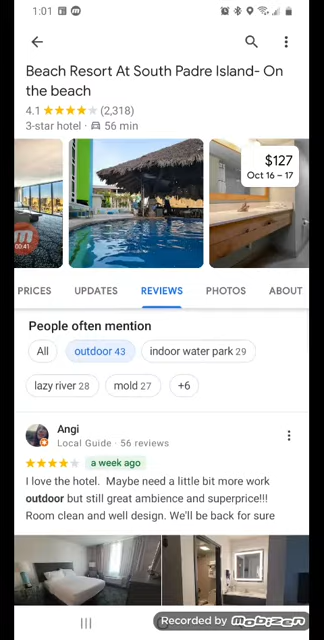 1:01
Beach Resort At South Padre Island- On
the beach
4.1 (2,318)
3-star hotel · 56 min
$127
Oct 16 – 17
00:41
PRICES UPDATES REVIEWS PHOTOS ABOUT
People often mention
All outdoor 43 indoor water park 29
lazy river 28 mold 27 +6
Angi
Local Guide · 56 reviews
a week ago
I love the hotel. Maybe need a little bit more work
outdoor but still great ambience and superprice!!!
Room clean and well design. We'll be back for sure
Recorded by mobizen